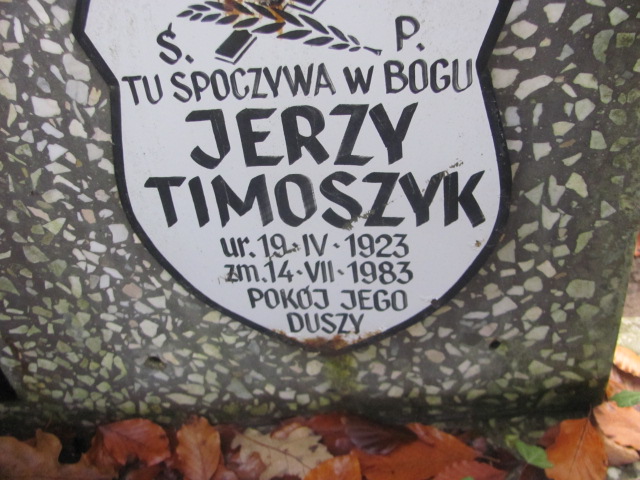 Ś. P.
TU SPOCZYWA W BOGU
JERZY
TIMOSZYK
ur. 19·IV·1923
zm. 14·VII·1983
POKÓJ JEGO
DUSZY